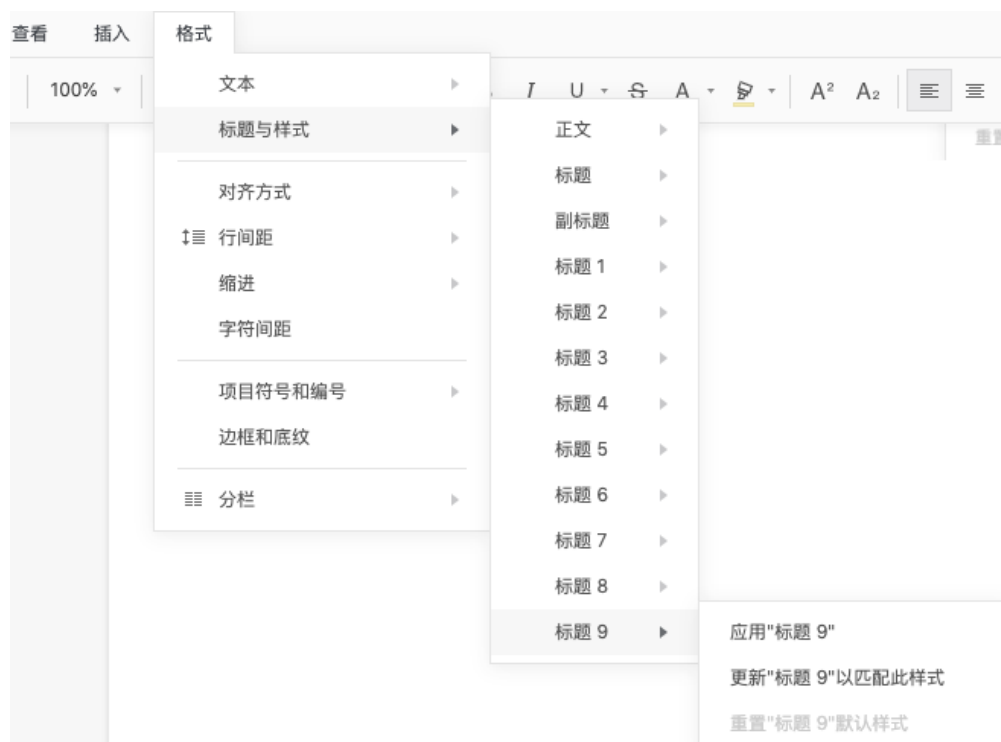 查看 插入 格式
100% I U S A A² A₂
文本
标题与样式
对齐方式
行间距
缩进
字符间距
项目符号和编号
边框和底纹
分栏
正文
标题
副标题
标题 1
标题 2
标题 3
标题 4
标题 5
标题 6
标题 7
标题 8
标题 9
应用"标题 9"
更新"标题 9"以匹配此样式
重置"标题 9"默认样式